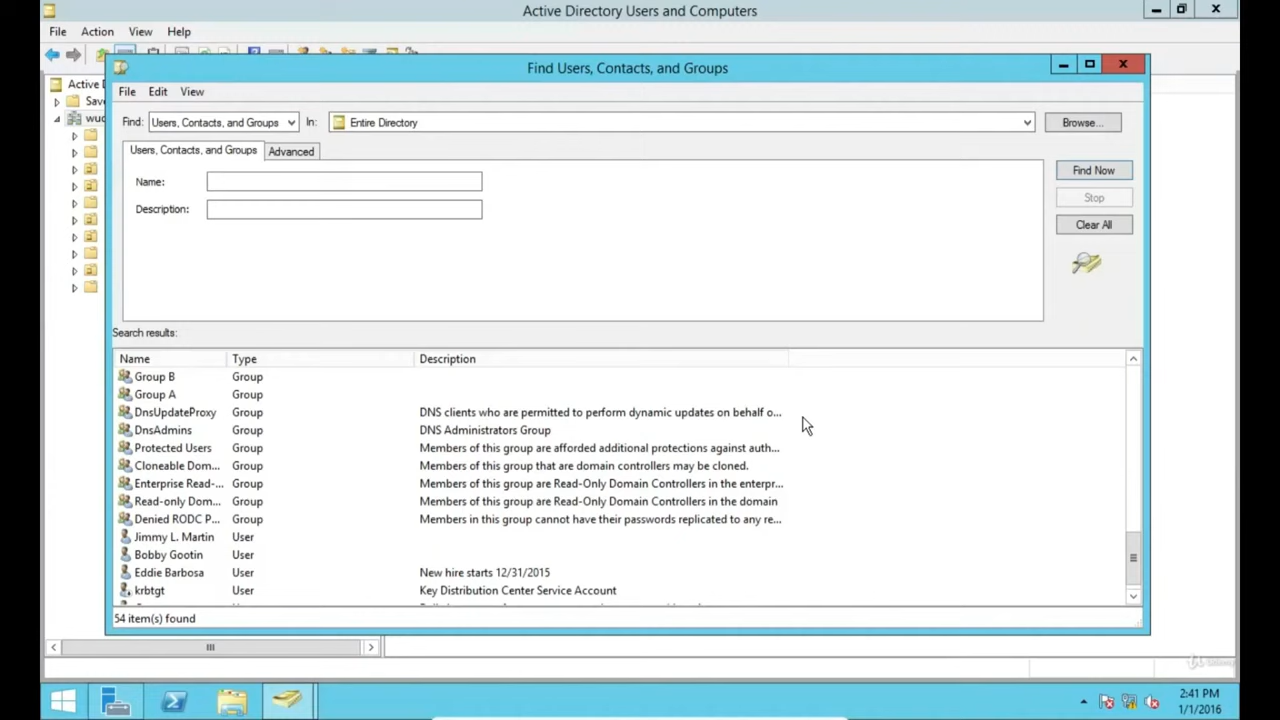 Active Directory Users and Computers
File Action View Help
Find Users, Contacts, and Groups
Active D
Sav
wuc
File Edit View
Find: Users, Contacts, and Groups In: Entire Directory Browse...
Users, Contacts, and Groups Advanced
Name:
Description:
Find Now
Stop
Clear All
Search results:
Name Type Description
Group B Group
Group A Group
DnsUpdateProxy Group DNS clients who are permitted to perform dynamic updates on behalf o...
DnsAdmins Group DNS Administrators Group
Protected Users Group Members of this group are afforded additional protections against auth...
Cloneable Dom... Group Members of this group that are domain controllers may be cloned.
Enterprise Read-... Group Members of this group are Read-Only Domain Controllers in the enterpr...
Read-only Dom... Group Members of this group are Read-Only Domain Controllers in the domain
Denied RODC P... Group Members in this group cannot have their passwords replicated to any re...
Jimmy L. Martin User
Bobby Gootin User
Eddie Barbosa User New hire starts 12/31/2015
krbtgt User Key Distribution Center Service Account
54 item(s) found
2:41 PM
1/1/2016